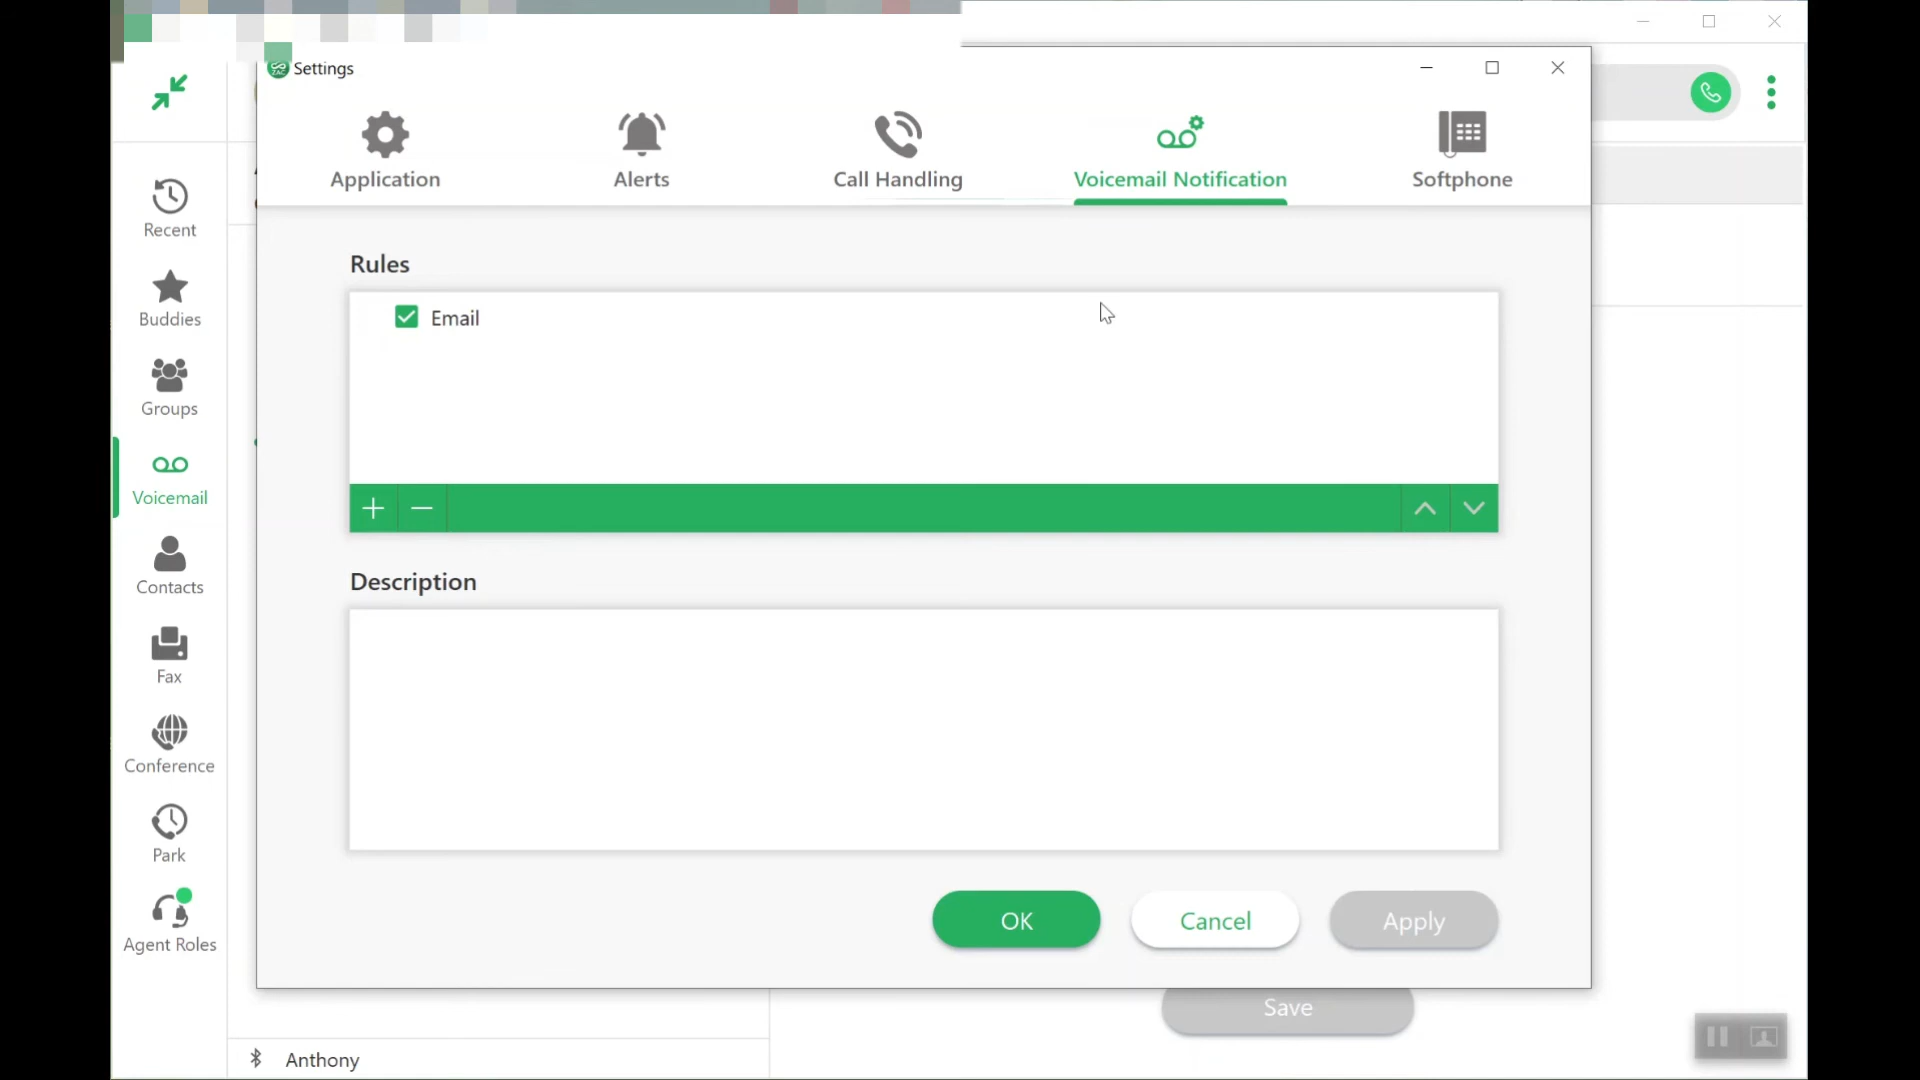 Settings
Application
Alerts
Call Handling
Voicemail Notification
Softphone
Recent
Buddies
Groups
Voicemail
Contacts
Fax
Conference
Park
Agent Roles
Rules
Email
Description
OK
Cancel
Apply
Save
Anthony